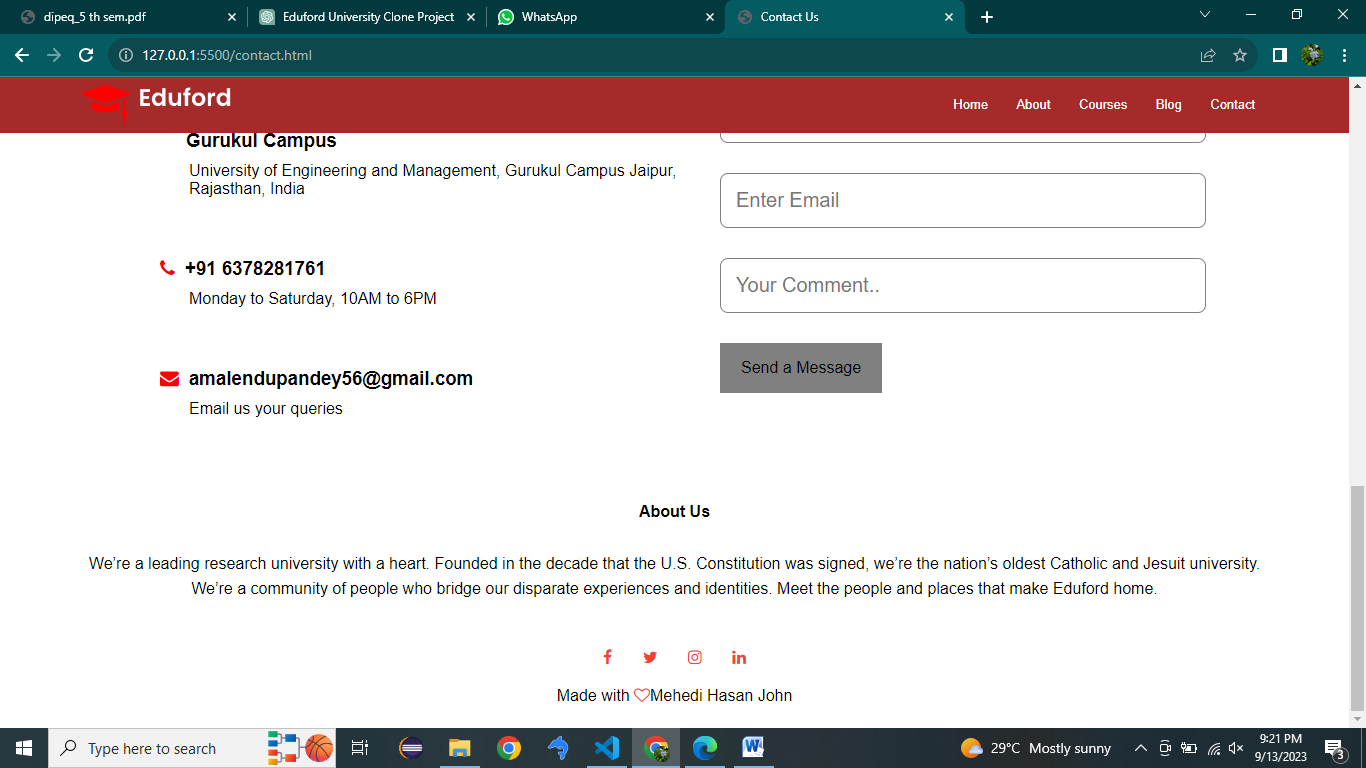 dipeq_5 th sem.pdf
Eduford University Clone Project
WhatsApp
Contact Us
127.0.0.1:5500/contact.html
Eduford
Home
About
Courses
Blog
Contact
Gurukul Campus
University of Engineering and Management, Gurukul Campus Jaipur,
Rajasthan, India
+91 6378281761
Monday to Saturday, 10AM to 6PM
amalendupandey56@gmail.com
Email us your queries
Enter Email
Your Comment..
Send a Message
About Us
We’re a leading research university with a heart. Founded in the decade that the U.S. Constitution was signed, we’re the nation’s oldest Catholic and Jesuit university.
We’re a community of people who bridge our disparate experiences and identities. Meet the people and places that make Eduford home.
Made with ♡Mehedi Hasan John
Type here to search
29°C Mostly sunny
9:21 PM
9/13/2023
3